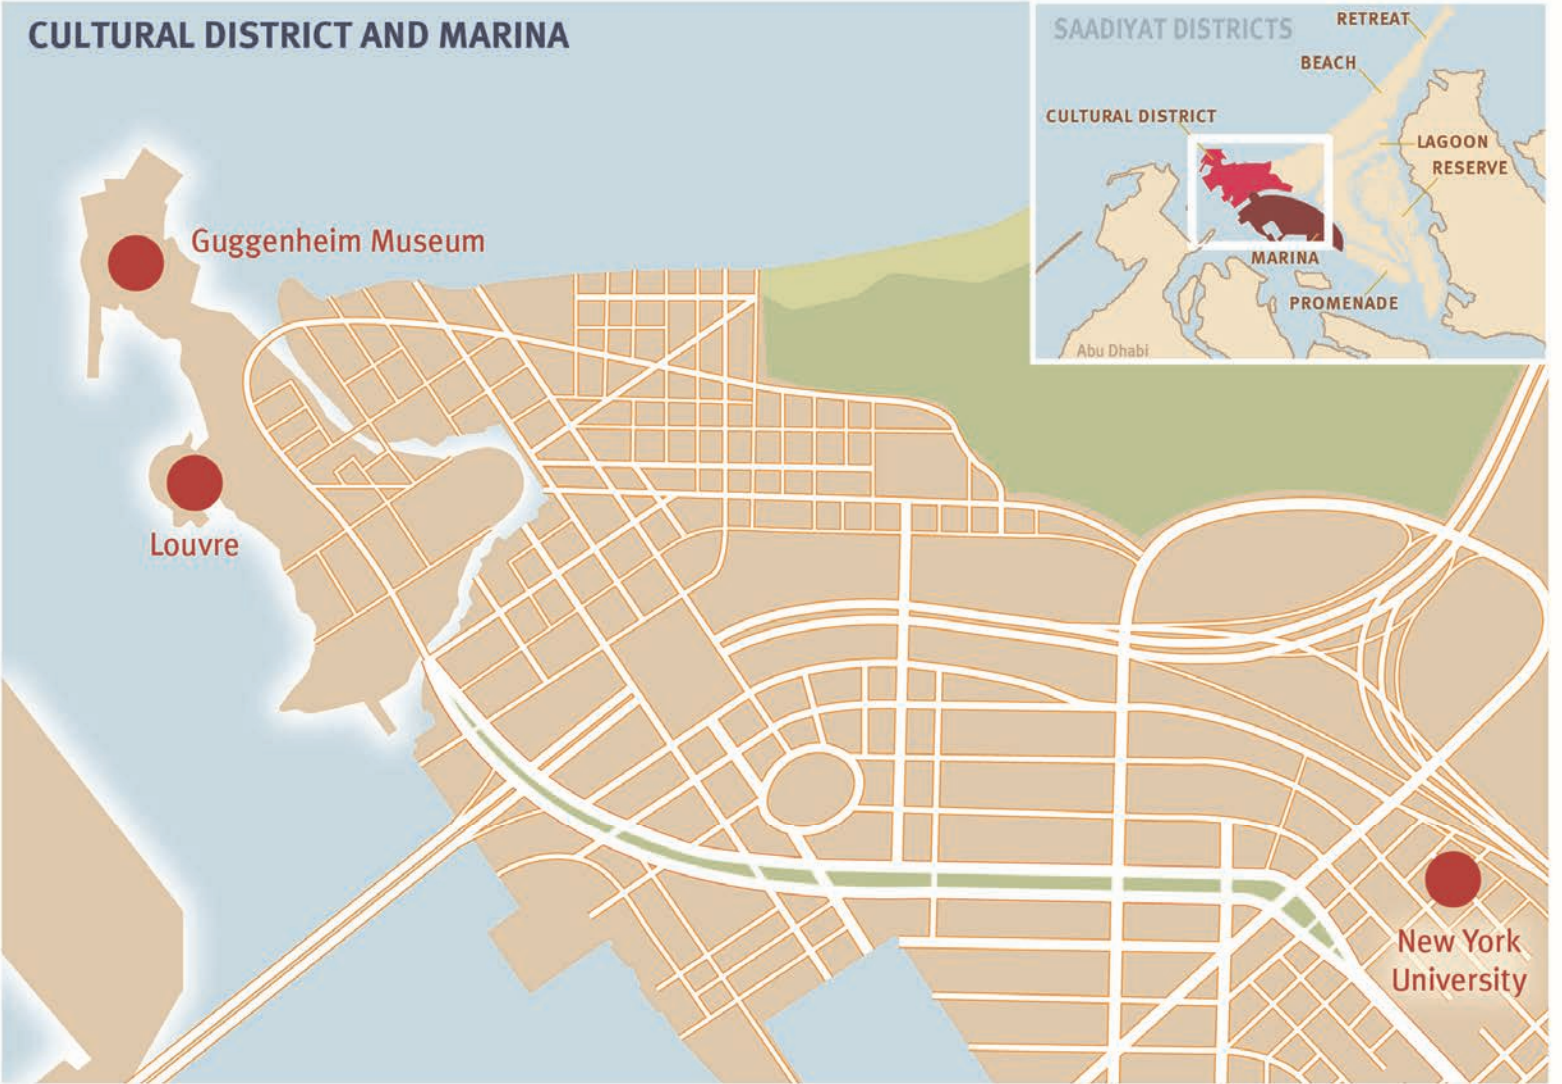 CULTURAL DISTRICT AND MARINA
SAADIYAT DISTRICTS
RETREAT
BEACH
CULTURAL DISTRICT
LAGOON
RESERVE
MARINA
PROMENADE
Abu Dhabi
Guggenheim Museum
Louvre
New York
University